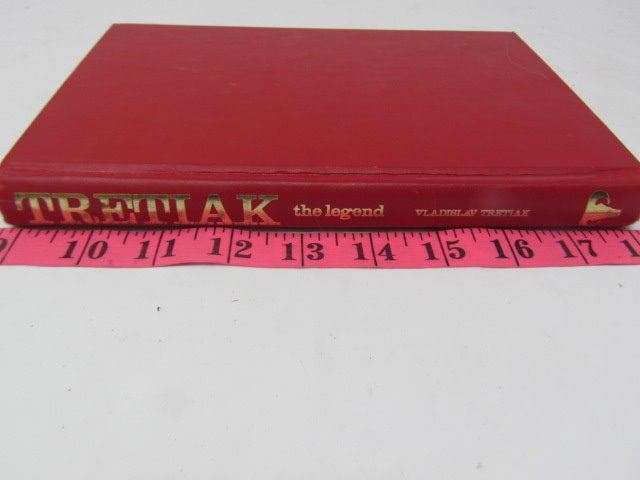 TRETIAK the legend VLADISLAV TRETIAK
9 10 11 12 13 14 15 16 17